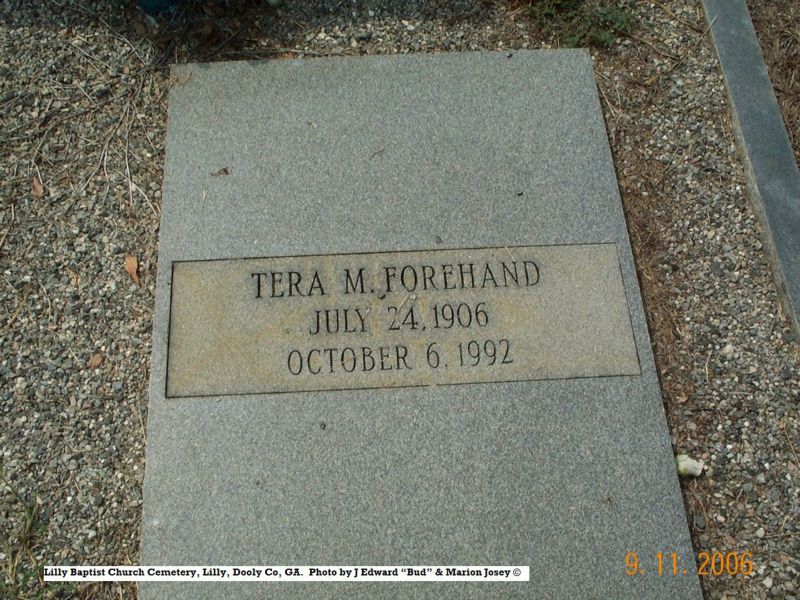 TERA M. FOREHAND
JULY 24, 1906
OCTOBER 6, 1992
Lilly Baptist Church Cemetery, Lilly, Dooly Co, GA.  Photo by J Edward “Bud” & Marion Josey ©
9. 11. 2006